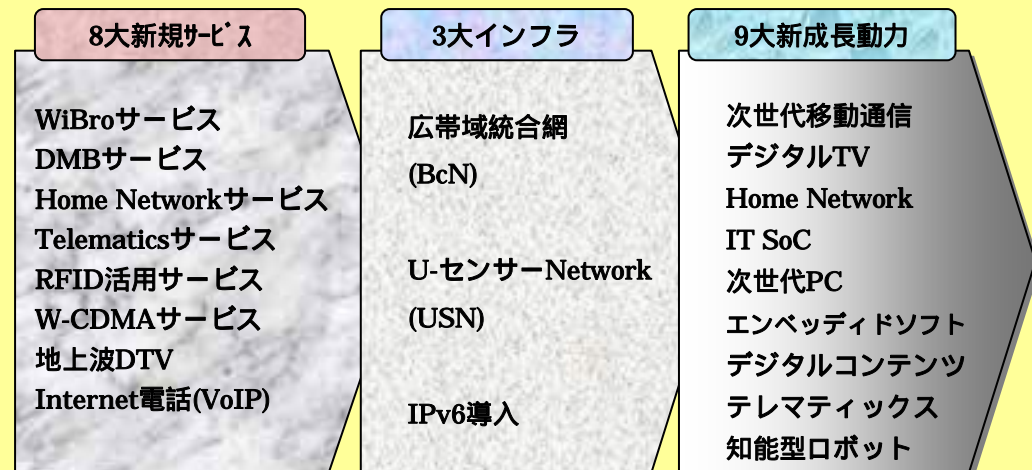 8大新規ｻｰﾋﾞｽ
WiBroサービス
DMBサービス
Home Networkサービス
Telematicsサービス
RFID活用サービス
W-CDMAサービス
地上波DTV
Internet電話(VoIP)
3大インフラ
広帯域統合網
(BcN)
U-センサーNetwork
(USN)
IPv6導入
9大新成長動力
次世代移動通信
デジタルTV
Home Network
IT SoC
次世代PC
エンベッディドソフト
デジタルコンテンツ
テレマティックス
知能型ロボット